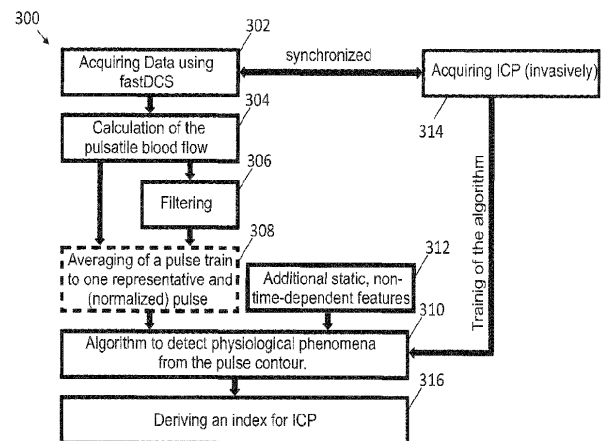 300
302
Acquiring Data using
fastDCS
synchronized
Acquiring ICP (invasively)
314
304
Calculation of the
pulsatile blood flow
306
Filtering
308
Averaging of a pulse train
to one representative and
(normalized) pulse
312
Additional static, non-
time-dependent features
Trainig of the algorithm
310
Algorithm to detect physiological phenomena
from the pulse contour.
316
Deriving an index for ICP